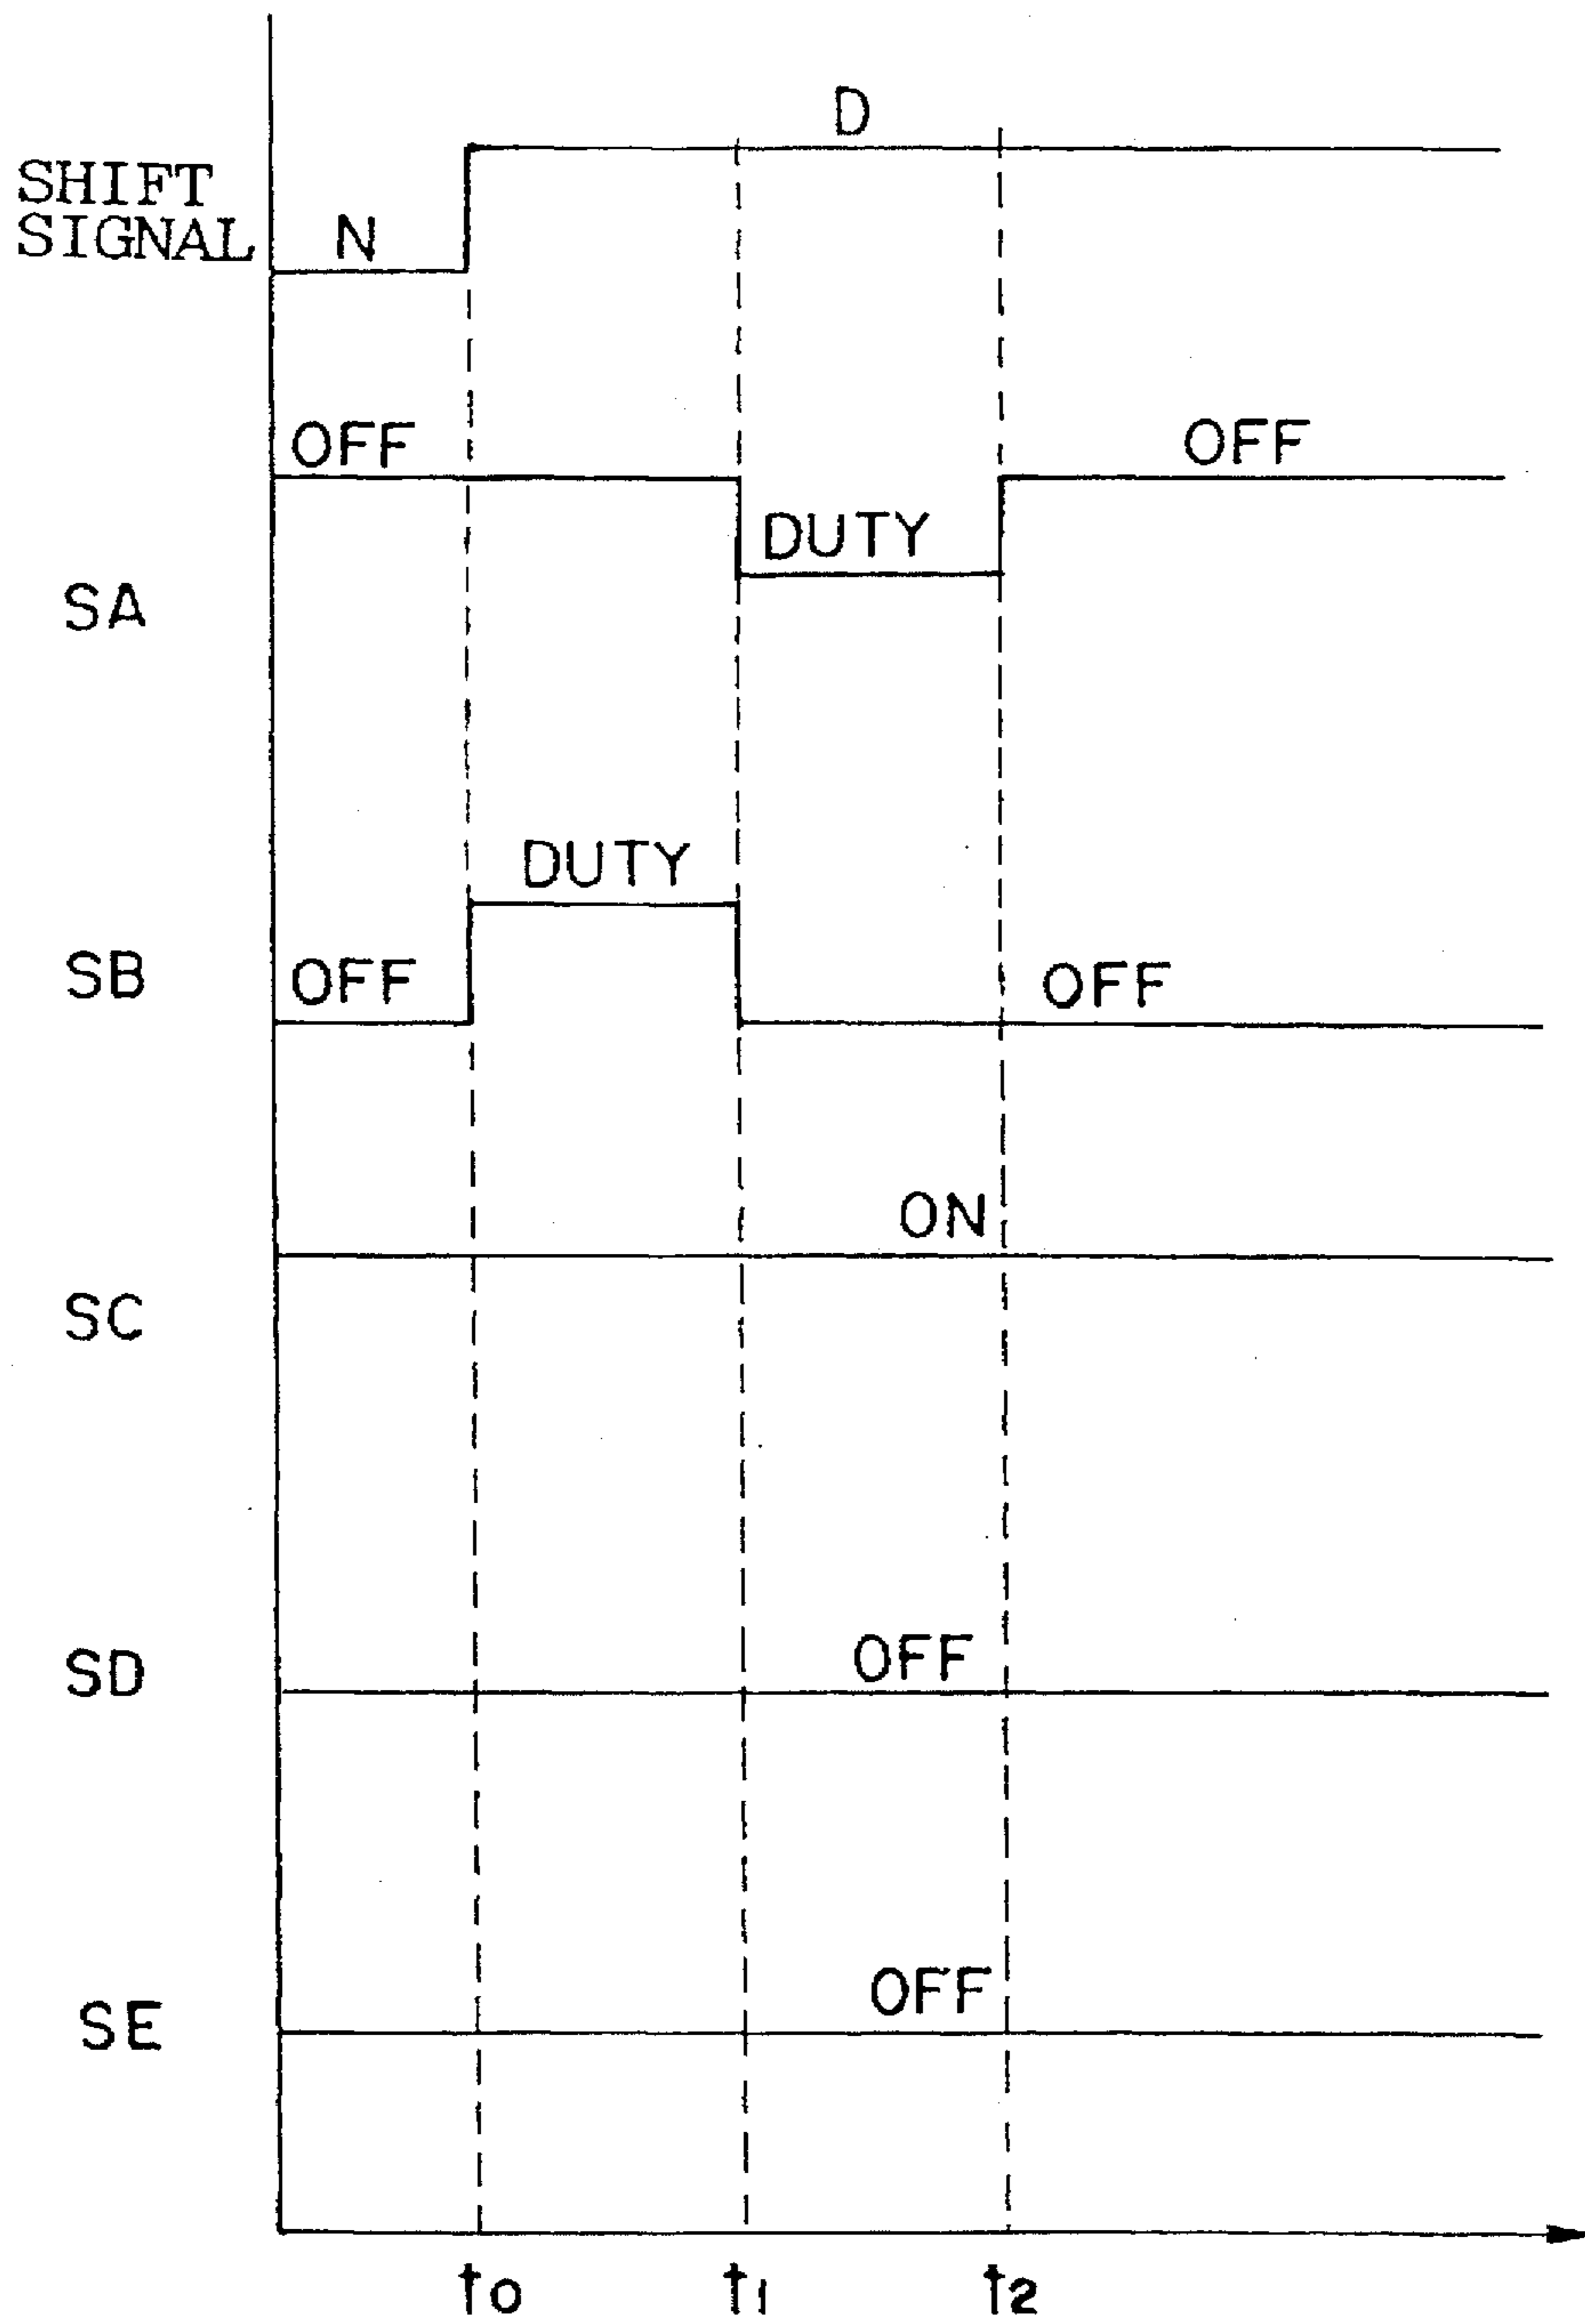 D
SHIFT
SIGNAL
N
OFF
OFF
DUTY
SA
DUTY
SB
OFF
OFF
ON
SC
OFF
SD
OFF
SE
t0
t1
t2